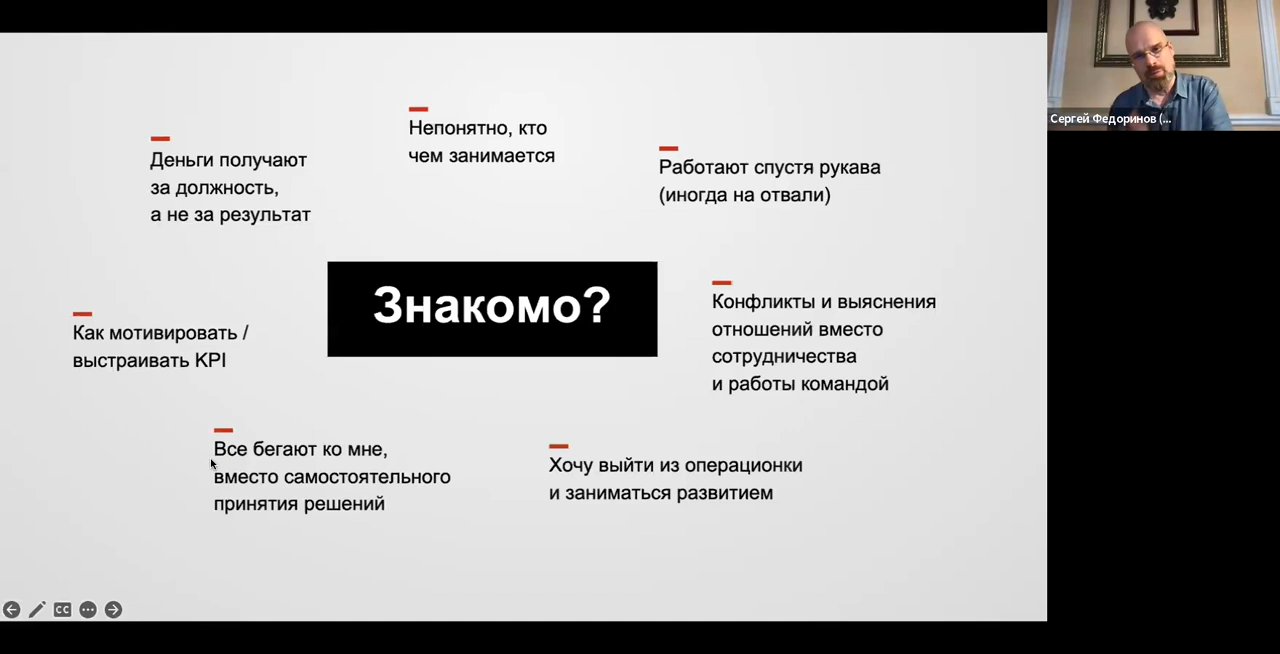 Непонятно, кто
чем занимается
Деньги получают
за должность,
а не за результат
Работают спустя рукава
(иногда на отвали)
Знакомо?
Конфликты и выяснения
отношений вместо
сотрудничества
и работы командой
Как мотивировать /
выстраивать KPI
Все бегают ко мне,
вместо самостоятельного
принятия решений
Хочу выйти из операционки
и заниматься развитием
CC
Сергей Федоринов (...